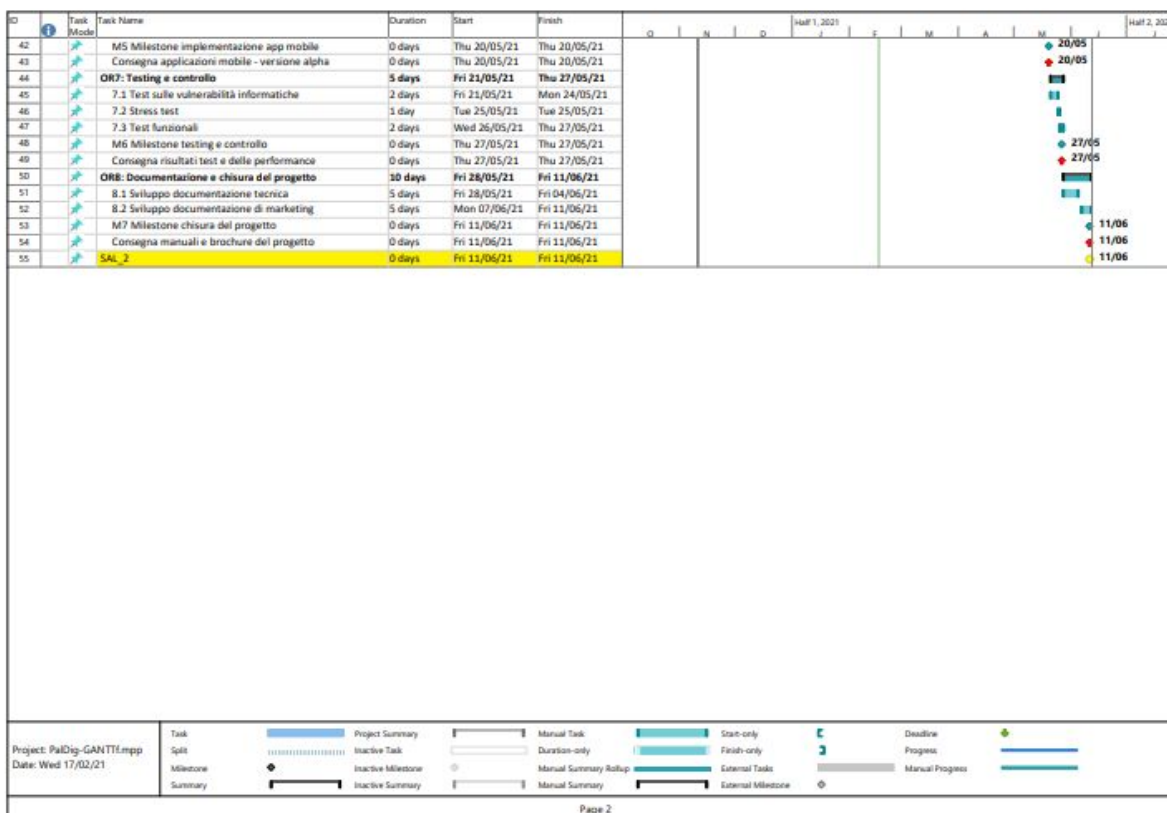 ID Task Mode Task Name Duration Start Finish Half 1, 2021 Half 2, 202
O N D J F M A M J J
42 M5 Milestone implementazione app mobile 0 days Thu 20/05/21 Thu 20/05/21 20/05
43 Consegna applicazioni mobile - versione alpha 0 days Thu 20/05/21 Thu 20/05/21 20/05
44 OR7: Testing e controllo 5 days Fri 21/05/21 Thu 27/05/21
45 7.1 Test sulle vulnerabilità informatiche 2 days Fri 21/05/21 Mon 24/05/21
46 7.2 Stress test 1 day Tue 25/05/21 Tue 25/05/21
47 7.3 Test funzionali 2 days Wed 26/05/21 Thu 27/05/21
48 M6 Milestone testing e controllo 0 days Thu 27/05/21 Thu 27/05/21 27/05
49 Consegna risultati test e delle performance 0 days Thu 27/05/21 Thu 27/05/21 27/05
50 OR8: Documentazione e chisura del progetto 10 days Fri 28/05/21 Fri 11/06/21
51 8.1 Sviluppo documentazione tecnica 5 days Fri 28/05/21 Fri 04/06/21
52 8.2 Sviluppo documentazione di marketing 5 days Mon 07/06/21 Fri 11/06/21
53 M7 Milestone chisura del progetto 0 days Fri 11/06/21 Fri 11/06/21 11/06
54 Consegna manuali e brochure del progetto 0 days Fri 11/06/21 Fri 11/06/21 11/06
55 SAL_2 0 days Fri 11/06/21 Fri 11/06/21 11/06
Project: PalDig-GANTTf.mpp
Date: Wed 17/02/21
Task Project Summary Manual Task Start-only Deadline
Split Inactive Task Duration-only Finish-only Progress
Milestone Inactive Milestone Manual Summary Rollup External Tasks Manual Progress
Summary Inactive Summary Manual Summary External Milestone
Page 2